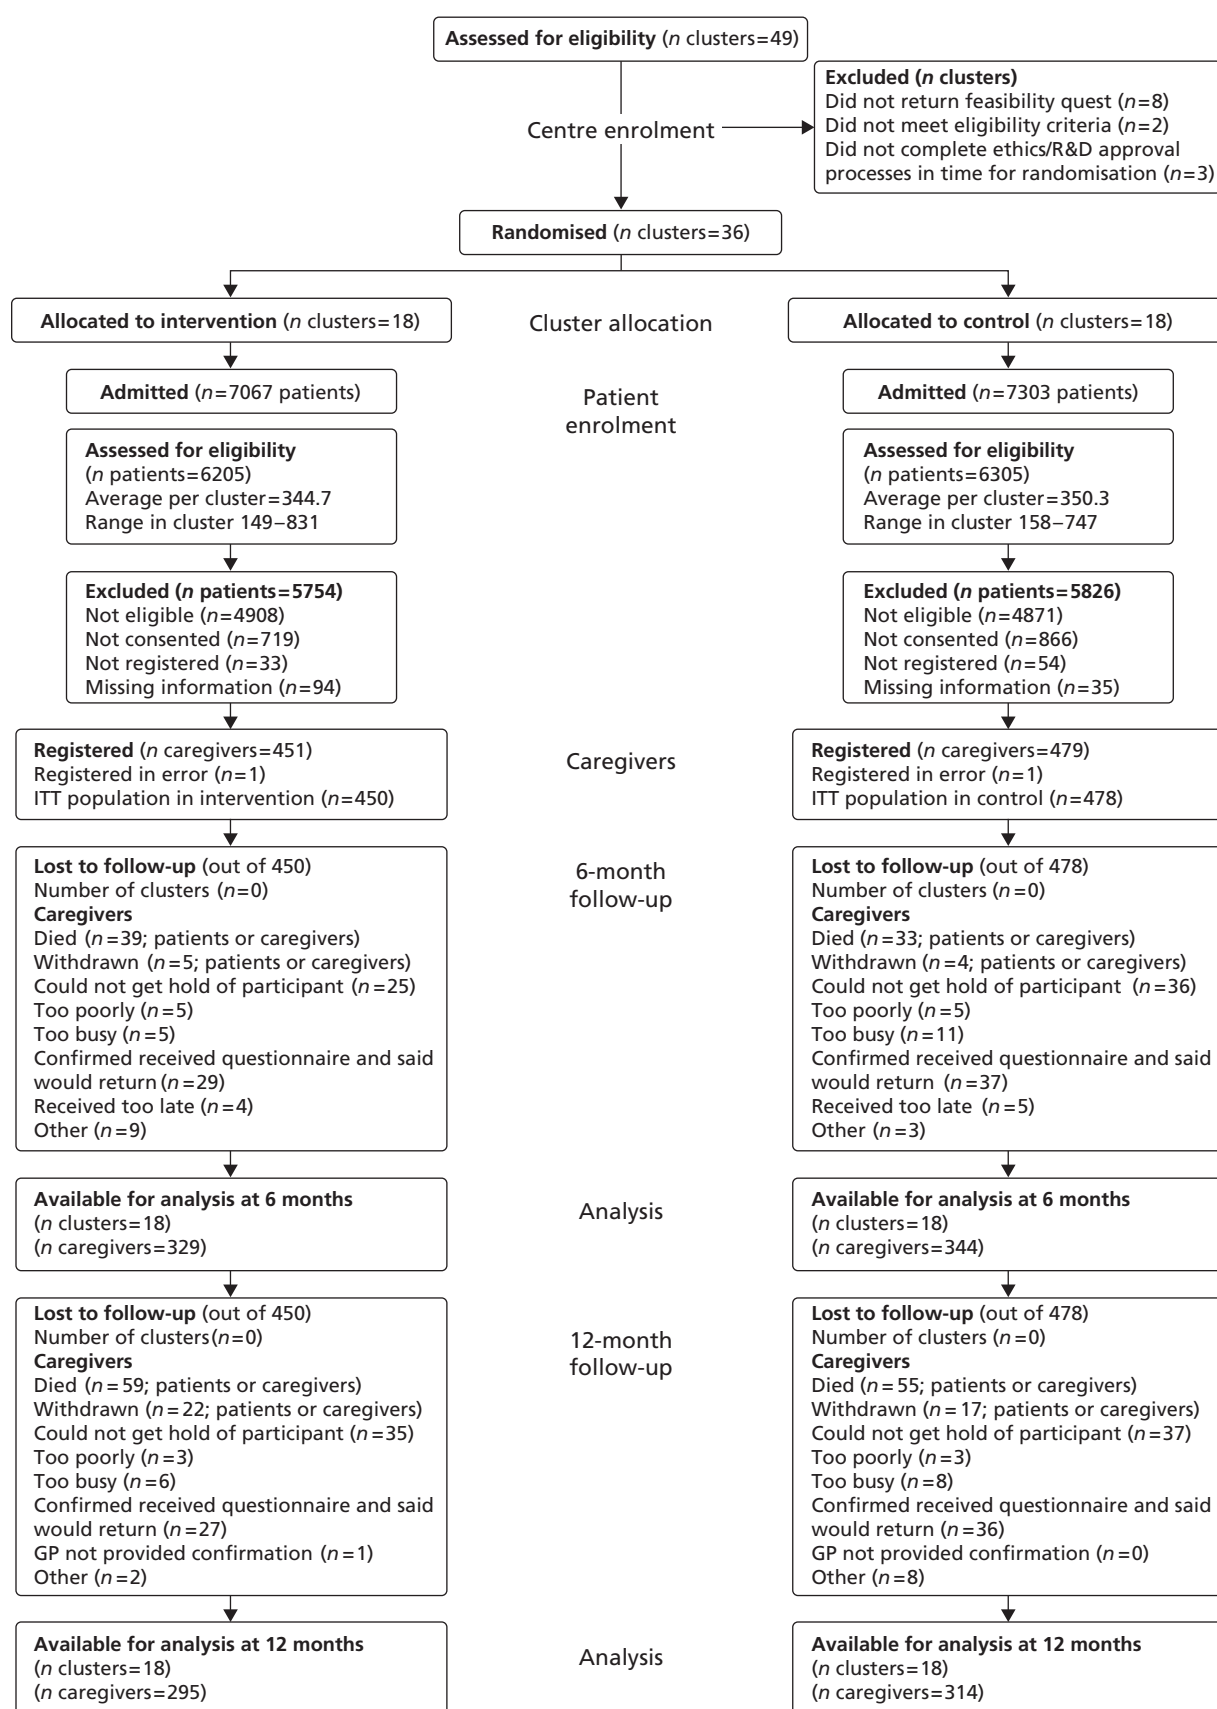 Assessed for eligibility (n clusters=49)
Excluded (n clusters)
Did not return feasibility quest (n=8)
Did not meet eligibility criteria (n=2)
Did not complete ethics/R&D approval
processes in time for randomisation (n=3)
Centre enrolment
Randomised (n clusters=36)
Allocated to intervention (n clusters=18)
Cluster allocation
Allocated to control (n clusters=18)
Admitted (n=7067 patients)
Patient
enrolment
Admitted (n=7303 patients)
Assessed for eligibility
(n patients=6205)
Average per cluster=344.7
Range in cluster 149–831
Assessed for eligibility
(n patients=6305)
Average per cluster=350.3
Range in cluster 158–747
Excluded (n patients=5754)
Not eligible (n=4908)
Not consented (n=719)
Not registered (n=33)
Missing information (n=94)
Excluded (n patients=5826)
Not eligible (n=4871)
Not consented (n=866)
Not registered (n=54)
Missing information (n=35)
Registered (n caregivers=451)
Registered in error (n=1)
ITT population in intervention (n=450)
Caregivers
Registered (n caregivers=479)
Registered in error (n=1)
ITT population in control (n=478)
Lost to follow-up (out of 450)
Number of clusters (n=0)
Caregivers
Died (n=39; patients or caregivers)
Withdrawn (n=5; patients or caregivers)
Could not get hold of participant (n=25)
Too poorly (n=5)
Too busy (n=5)
Confirmed received questionnaire and said
would return (n=29)
Received too late (n=4)
Other (n=9)
6-month
follow-up
Lost to follow-up (out of 478)
Number of clusters (n=0)
Caregivers
Died (n=33; patients or caregivers)
Withdrawn (n=4; patients or caregivers)
Could not get hold of participant (n=36)
Too poorly (n=5)
Too busy (n=11)
Confirmed received questionnaire and said
would return (n=37)
Received too late (n=5)
Other (n=3)
Available for analysis at 6 months
(n clusters=18)
(n caregivers=329)
Analysis
Available for analysis at 6 months
(n clusters=18)
(n caregivers=344)
Lost to follow-up (out of 450)
Number of clusters(n=0)
Caregivers
Died (n=59; patients or caregivers)
Withdrawn (n=22; patients or caregivers)
Could not get hold of participant (n=35)
Too poorly (n=3)
Too busy (n=6)
Confirmed received questionnaire and said
would return (n=27)
GP not provided confirmation (n=1)
Other (n=2)
12-month
follow-up
Lost to follow-up (out of 478)
Number of clusters (n=0)
Caregivers
Died (n=55; patients or caregivers)
Withdrawn (n=17; patients or caregivers)
Could not get hold of participant (n=37)
Too poorly (n=3)
Too busy (n=8)
Confirmed received questionnaire and said
would return (n=36)
GP not provided confirmation (n=0)
Other (n=8)
Available for analysis at 12 months
(n clusters=18)
(n caregivers=295)
Analysis
Available for analysis at 12 months
(n clusters=18)
(n caregivers=314)